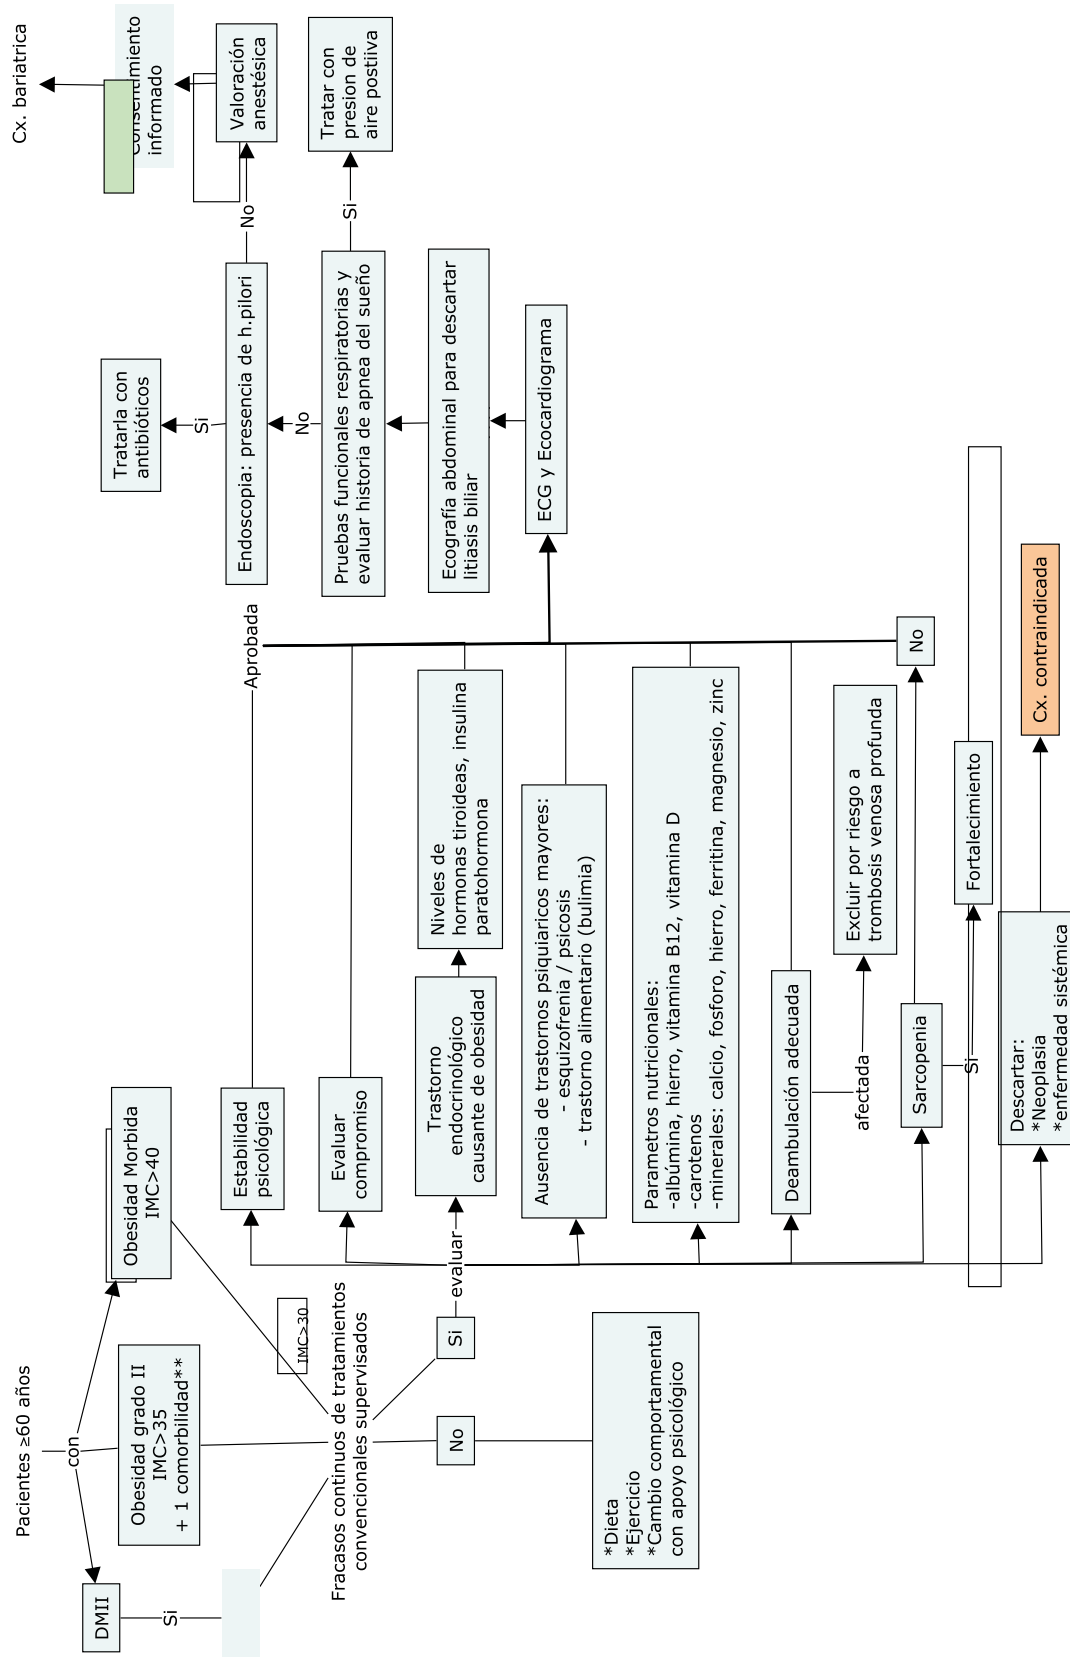 Pacientes ≥60 años
con
DMII
Si
Obesidad grado II
IMC>35
+ 1 comorbilidad**
Obesidad Morbida
IMC>40
IMC>30
Fracasos continuos de tratamientos
convencionales supervisados
No
*Dieta
*Ejercicio
*Cambio comportamental
con apoyo psicológico
Si
evaluar
Estabilidad
psicológica
Aprobada
Evaluar
compromiso
Trastorno
endocrinológico
causante de obesidad
Niveles de
hormonas tiroideas, insulina
paratohormona
Ausencia de trastornos psiquiaricos mayores:
- esquizofrenia / psicosis
- trastorno alimentario (bulimia)
Parametros nutricionales:
-albúmina, hierro, vitamina B12, vitamina D
-carotenos
-minerales: calcio, fosforo, hierro, ferritina, magnesio, zinc
Deambulación adecuada
afectada
Excluir por riesgo a
trombosis venosa profunda
Sarcopenia
No
Si
Fortalecimiento
Descartar:
*Neoplasia
*enfermedad sistémica
Cx. contraindicada
ECG y Ecocardiograma
Ecografía abdominal para descartar
litiasis biliar
Pruebas funcionales respiratorias y
evaluar historia de apnea del sueño
Si
Tratar con
presion de
aire postiiva
No
Endoscopia: presencia de h.pilori
Si
Tratarla con
antibióticos
No
Valoración
anestésica
Consentimiento
informado
Cx. bariatrica